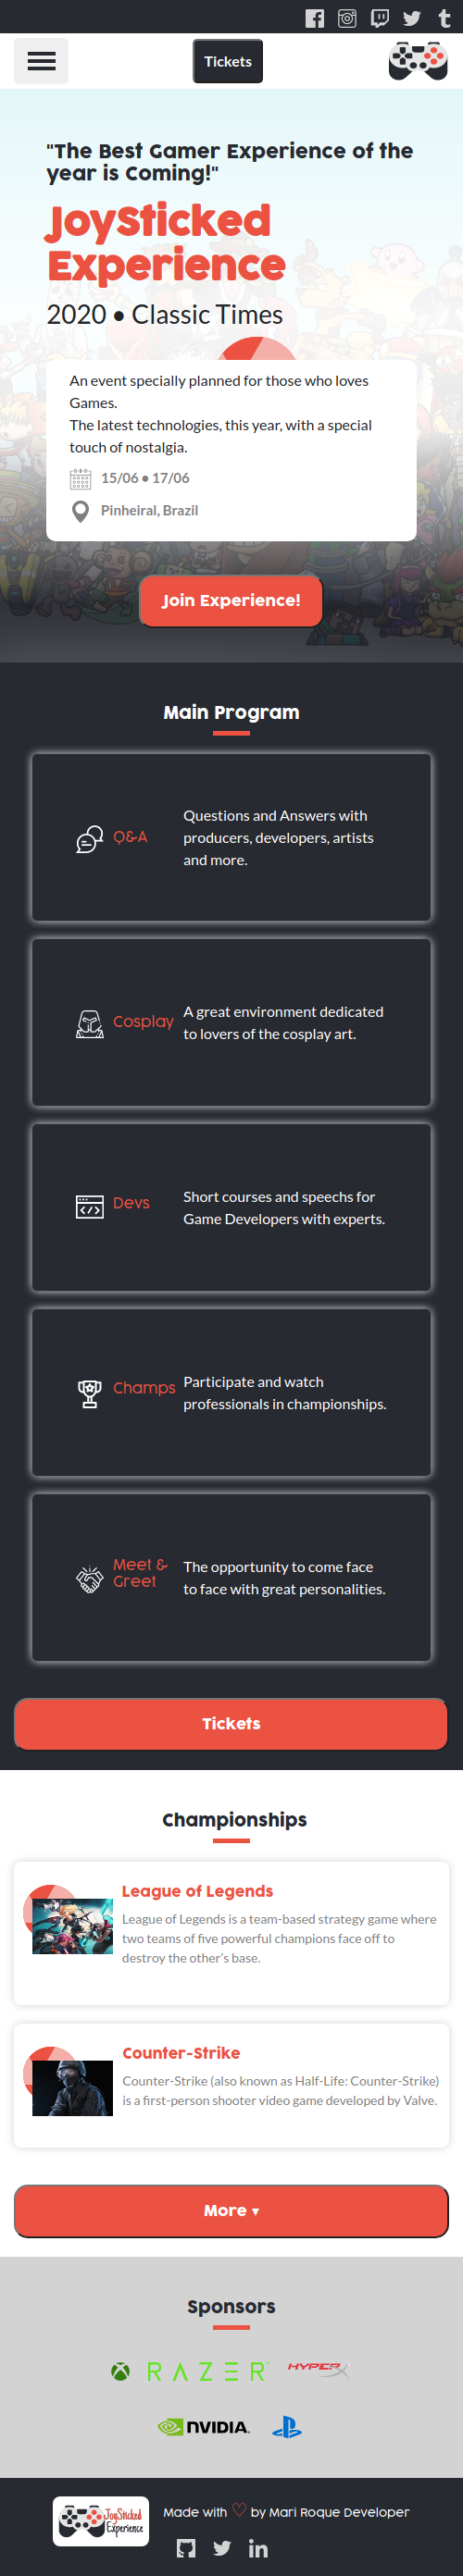 Tickets
"The Best Gamer Experience of the
year is Coming!"
JoySticked
Experience
2020 • Classic Times
An event specially planned for those who loves
Games.
The latest technologies, this year, with a special
touch of nostalgia.
15/06 • 17/06
Pinheiral, Brazil
Join Experience!
Main Program
Q&A
Questions and Answers with
producers, developers, artists
and more.
Cosplay
A great environment dedicated
to lovers of the cosplay art.
Devs
Short courses and speechs for
Game Developers with experts.
Champs
Participate and watch
professionals in championships.
Meet &
Greet
The opportunity to come face
to face with great personalities.
Tickets
Championships
League of Legends
League of Legends is a team-based strategy game where
two teams of five powerful champions face off to
destroy the other's base.
Counter-Strike
Counter-Strike (also known as Half-Life: Counter-Strike)
is a first-person shooter video game developed by Valve.
More ▾
Sponsors
RAZER HYPERX
NVIDIA.
JoySticked
Experience
Made with ♡ by Mari Roque Developer